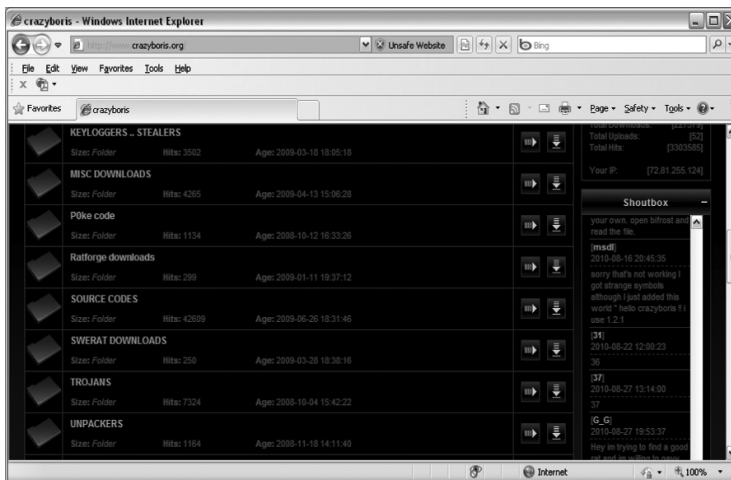 crazyboris - Windows Internet Explorer
http://www.crazyboris.org
Unsafe Website
Bing
File Edit View Favorites Tools Help
x
Favorites
crazyboris
Page Safety Tools
KEYLOGGERS .. STEALERS
Size: Folder Hits: 3502 Age: 2009-03-18 18:05:18
MISC DOWNLOADS
Size: Folder Hits: 4265 Age: 2009-04-13 15:06:28
P0ke code
Size: Folder Hits: 1134 Age: 2008-10-12 16:33:26
Ratforge downloads
Size: Folder Hits: 299 Age: 2009-01-11 19:37:12
SOURCE CODES
Size: Folder Hits: 42609 Age: 2009-06-26 18:31:46
SWERAT DOWNLOADS
Size: Folder Hits: 250 Age: 2009-03-28 18:38:16
TROJANS
Size: Folder Hits: 7324 Age: 2008-10-04 15:42:22
UNPACKERS
Size: Folder Hits: 1164 Age: 2008-11-18 14:11:40
Total Downloads:
Total Uploads: [52]
Total Hits: [3303585]
Your IP: [72.81.255.124]
Shoutbox
your own. open bifrost and
read the file.
[msdl]
2010-08-16 20:45:35
sorry that's not working I
got strange symbols
although I just added this
world " hello crazyboris !! i
use 1.2.1
[31]
2010-08-22 12:00:23
36
[37]
2010-08-27 13:14:00
37
[G_G]
2010-08-27 19:53:37
Hey im trying to find a good
rat and im willing to
Internet
100%